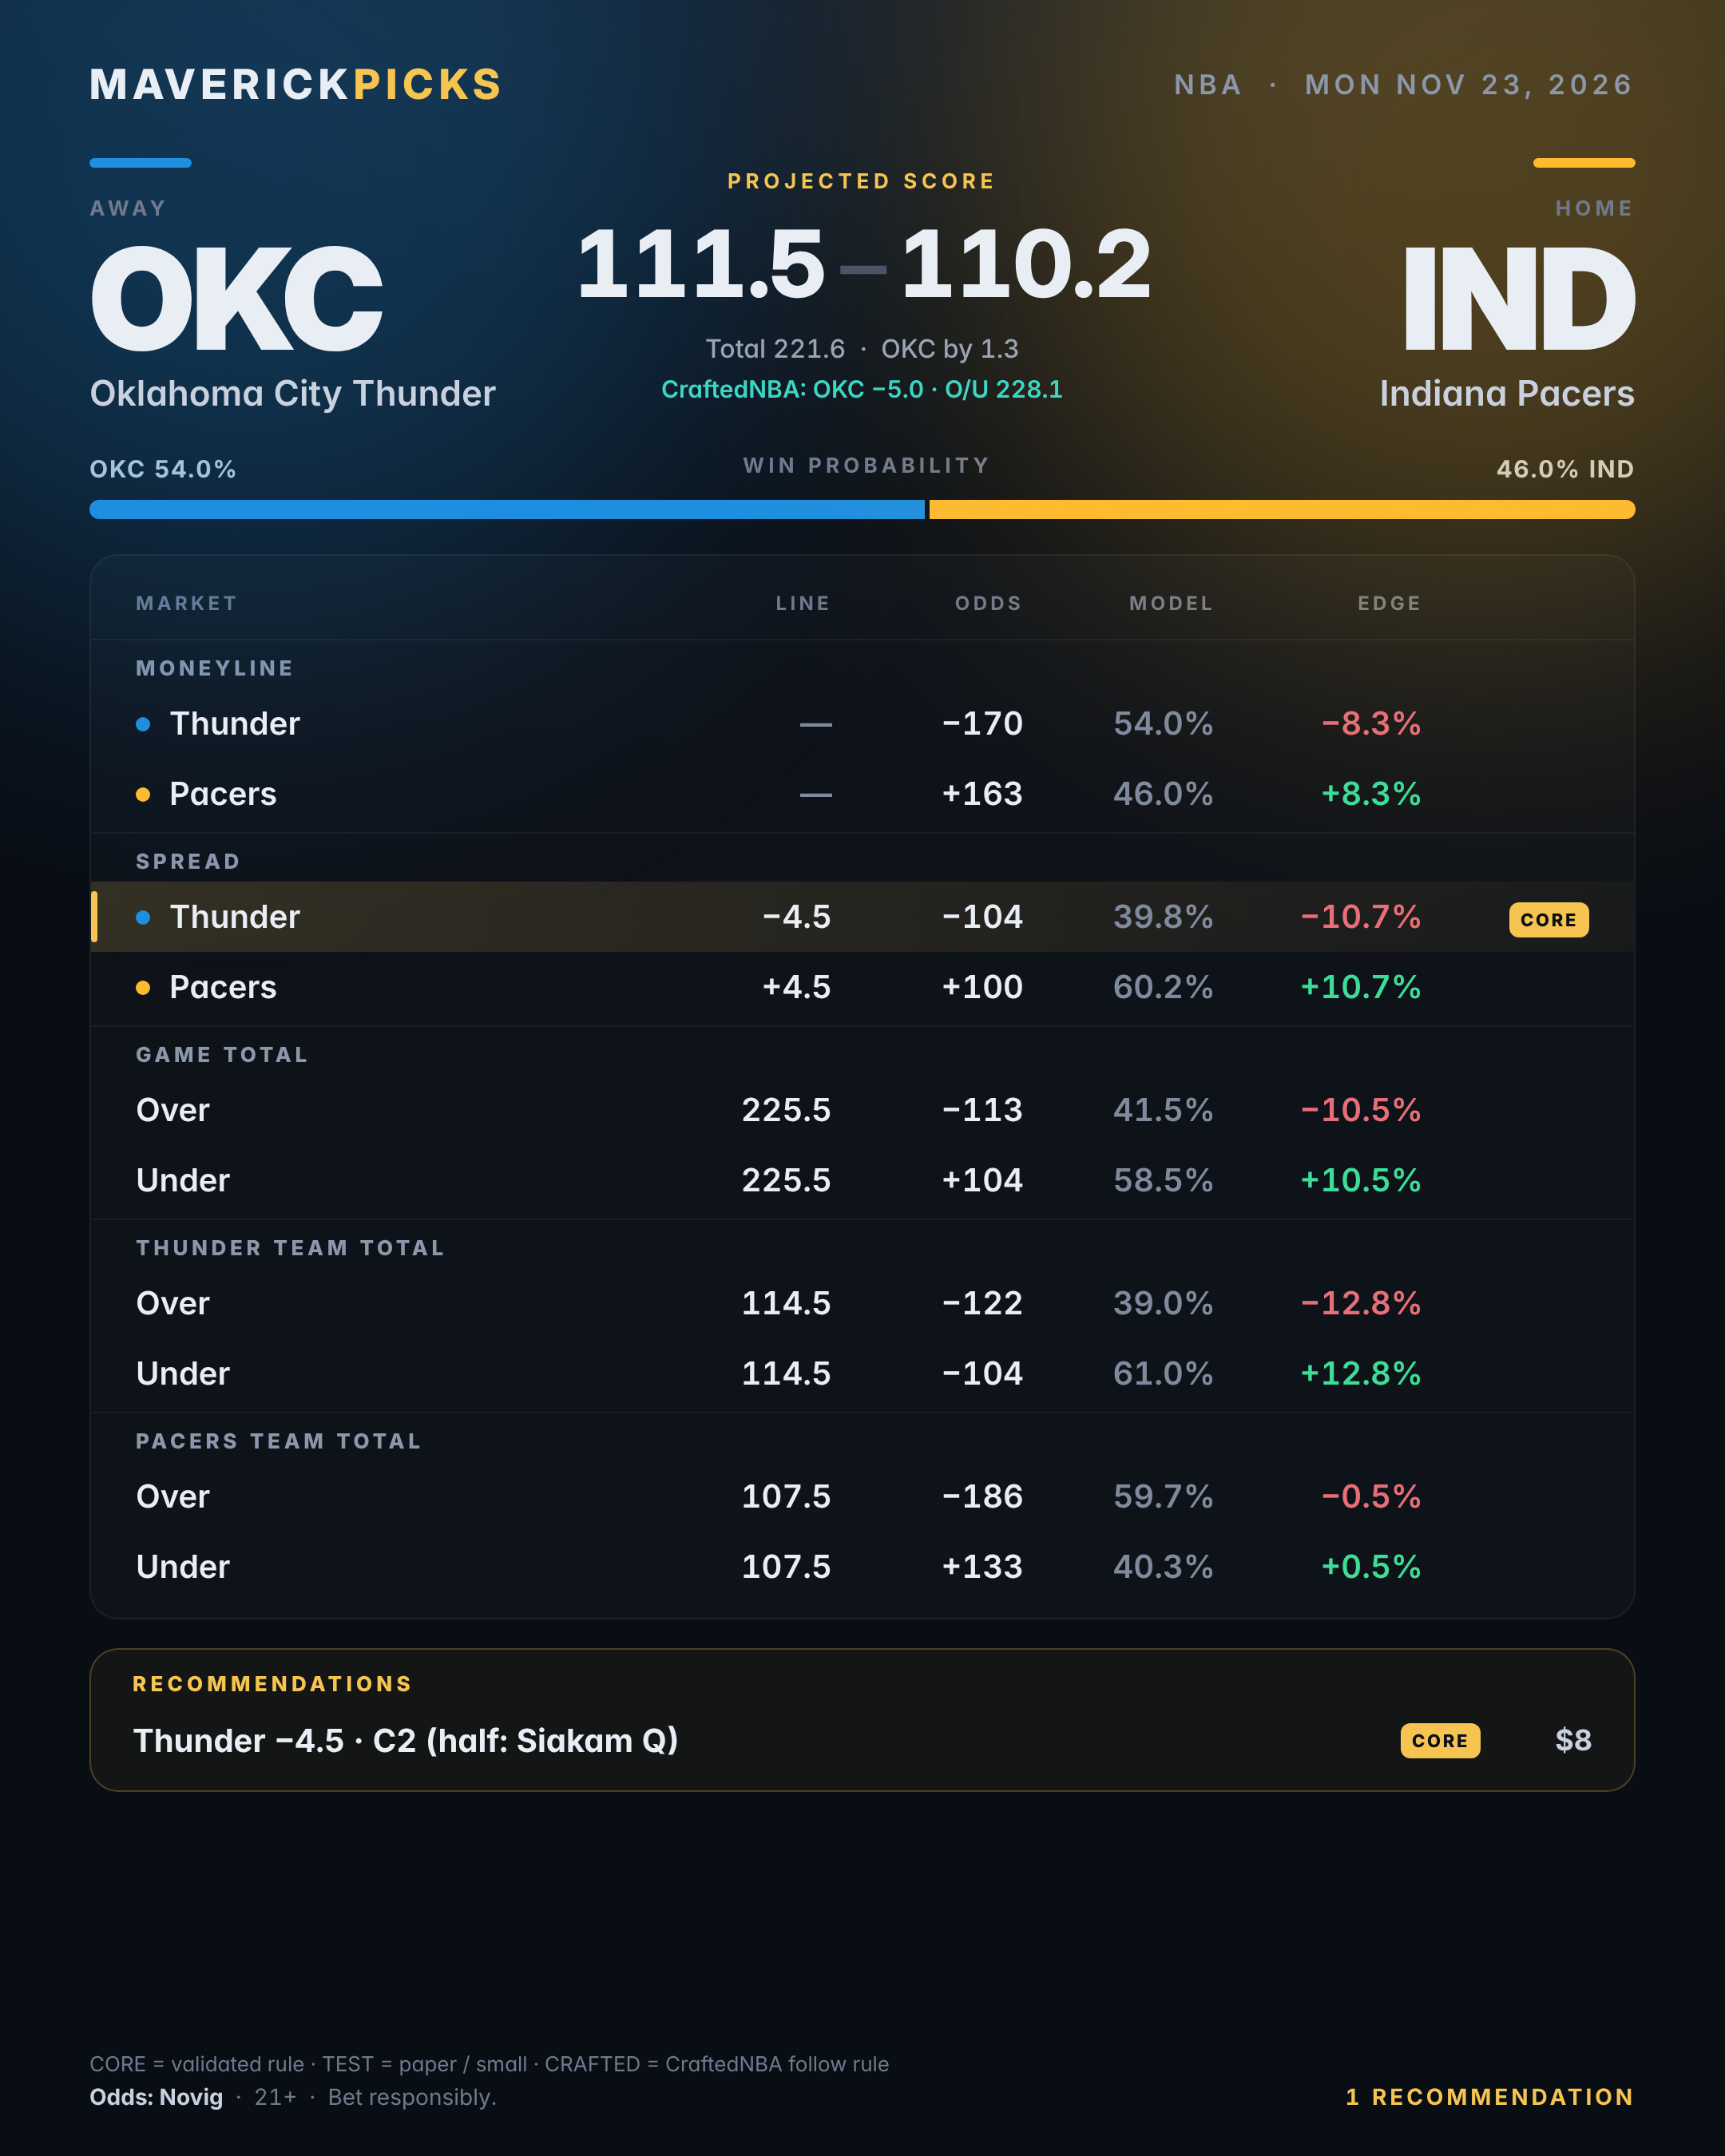 MAVERICKPICKS
NBA · MON NOV 23, 2026
AWAY
OKC
Oklahoma City Thunder
PROJECTED SCORE
111.5 – 110.2
Total 221.6 · OKC by 1.3
CraftedNBA: OKC −5.0 · O/U 228.1
HOME
IND
Indiana Pacers
OKC 54.0% WIN PROBABILITY 46.0% IND
MARKET LINE ODDS MODEL EDGE
MONEYLINE
Thunder — −170 54.0% −8.3%
Pacers — +163 46.0% +8.3%
SPREAD
Thunder −4.5 −104 39.8% −10.7% CORE
Pacers +4.5 +100 60.2% +10.7%
GAME TOTAL
Over 225.5 −113 41.5% −10.5%
Under 225.5 +104 58.5% +10.5%
THUNDER TEAM TOTAL
Over 114.5 −122 39.0% −12.8%
Under 114.5 −104 61.0% +12.8%
PACERS TEAM TOTAL
Over 107.5 −186 59.7% −0.5%
Under 107.5 +133 40.3% +0.5%
RECOMMENDATIONS
Thunder −4.5 · C2 (half: Siakam Q) CORE $8
CORE = validated rule · TEST = paper / small · CRAFTED = CraftedNBA follow rule
Odds: Novig · 21+ · Bet responsibly.
1 RECOMMENDATION